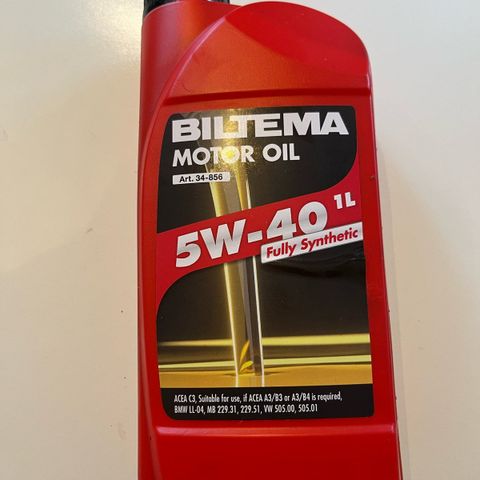 BILTEMA
MOTOR OIL
Art. 34-856
5W-40 1L
Fully Synthetic
ACEA C3, Suitable for use, if ACEA A3/B3 or A3/B4 is required,
BMW LL-04, MB 229.31, 229.51, VW 505.00, 505.01